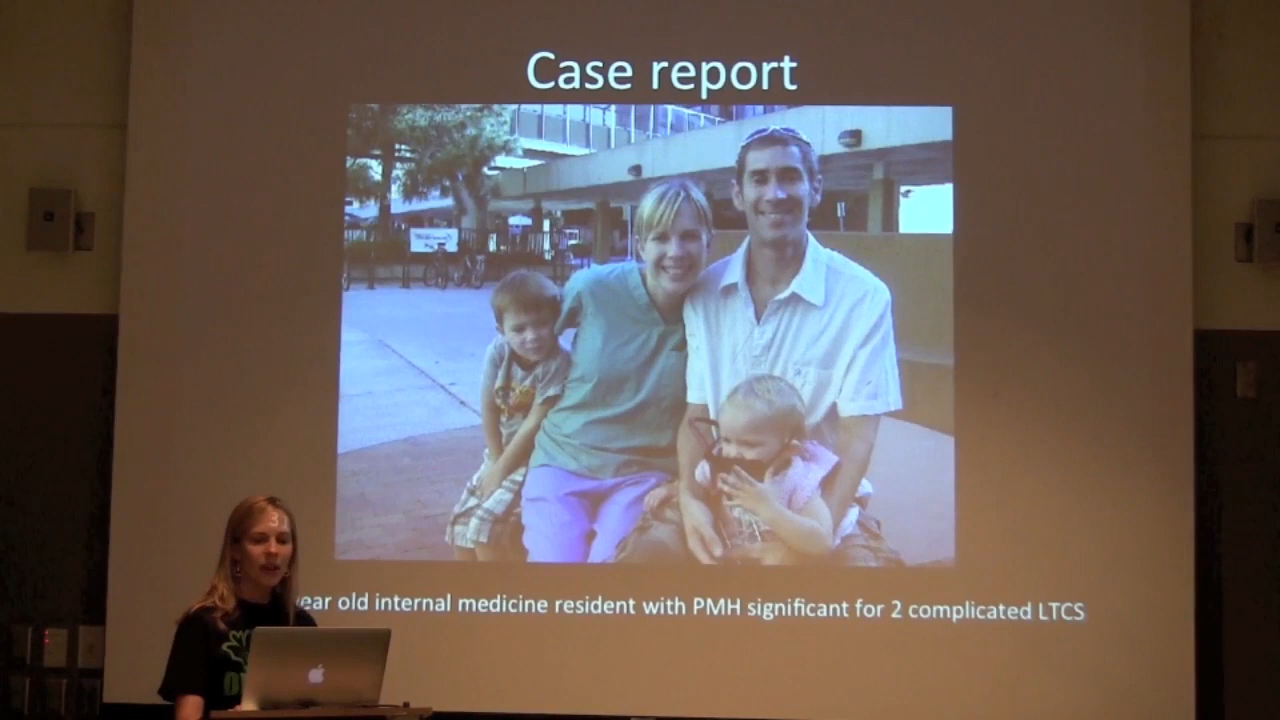 Case report
ear old internal medicine resident with PMH significant for 2 complicated LTCS